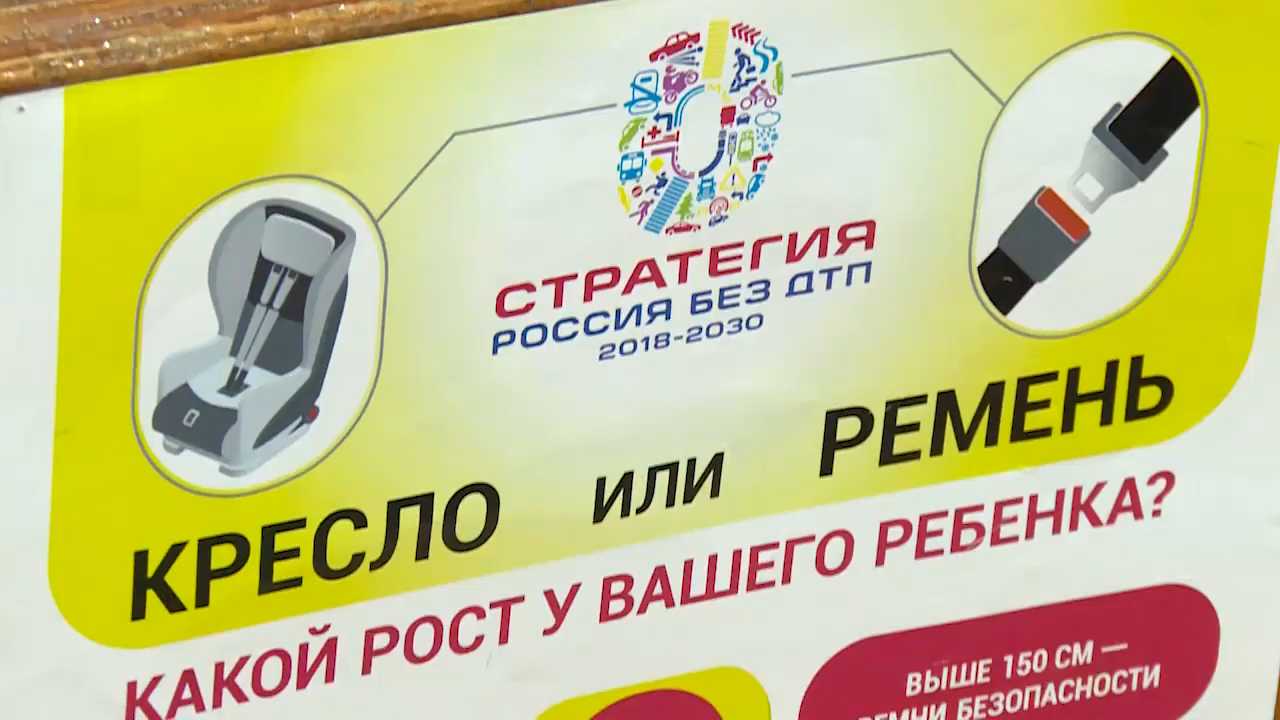 СТРАТЕГИЯ
РОССИЯ БЕЗ ДТП
2018-2030
КРЕСЛО ИЛИ РЕМЕНЬ
КАКОЙ РОСТ У ВАШЕГО РЕБЕНКА?
ВЫШЕ 150 СМ —
РЕМНИ БЕЗОПАСНОСТИ